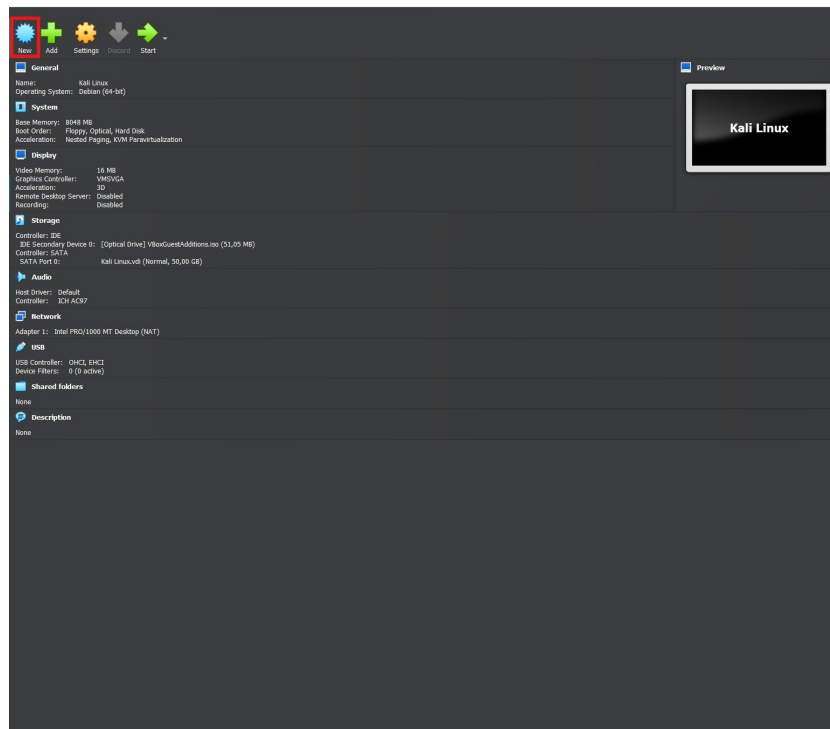 New Add Settings Discard Start
General
Name: Kali Linux
Operating System: Debian (64-bit)
System
Base Memory: 8048 MB
Boot Order: Floppy, Optical, Hard Disk
Acceleration: Nested Paging, KVM Paravirtualization
Display
Video Memory: 16 MB
Graphics Controller: VMSVGA
Acceleration: 3D
Remote Desktop Server: Disabled
Recording: Disabled
Storage
Controller: IDE
IDE Secondary Device 0: [Optical Drive] VBoxGuestAdditions.iso (51,05 MB)
Controller: SATA
SATA Port 0: Kali Linux.vdi (Normal, 50,00 GB)
Audio
Host Driver: Default
Controller: ICH AC97
Network
Adapter 1: Intel PRO/1000 MT Desktop (NAT)
USB
USB Controller: OHCI, EHCI
Device Filters: 0 (0 active)
Shared folders
None
Description
None
Preview
Kali Linux